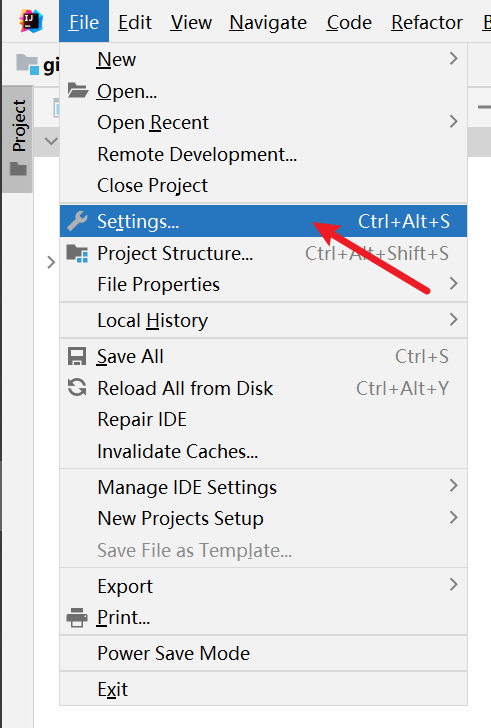 IJ
File Edit View Navigate Code Refactor
gi
Project
New
Open...
Open Recent
Remote Development...
Close Project
Settings... Ctrl+Alt+S
Project Structure... Ctrl+Alt+Shift+S
File Properties
Local History
Save All Ctrl+S
Reload All from Disk Ctrl+Alt+Y
Repair IDE
Invalidate Caches...
Manage IDE Settings
New Projects Setup
Save File as Template...
Export
Print...
Power Save Mode
Exit